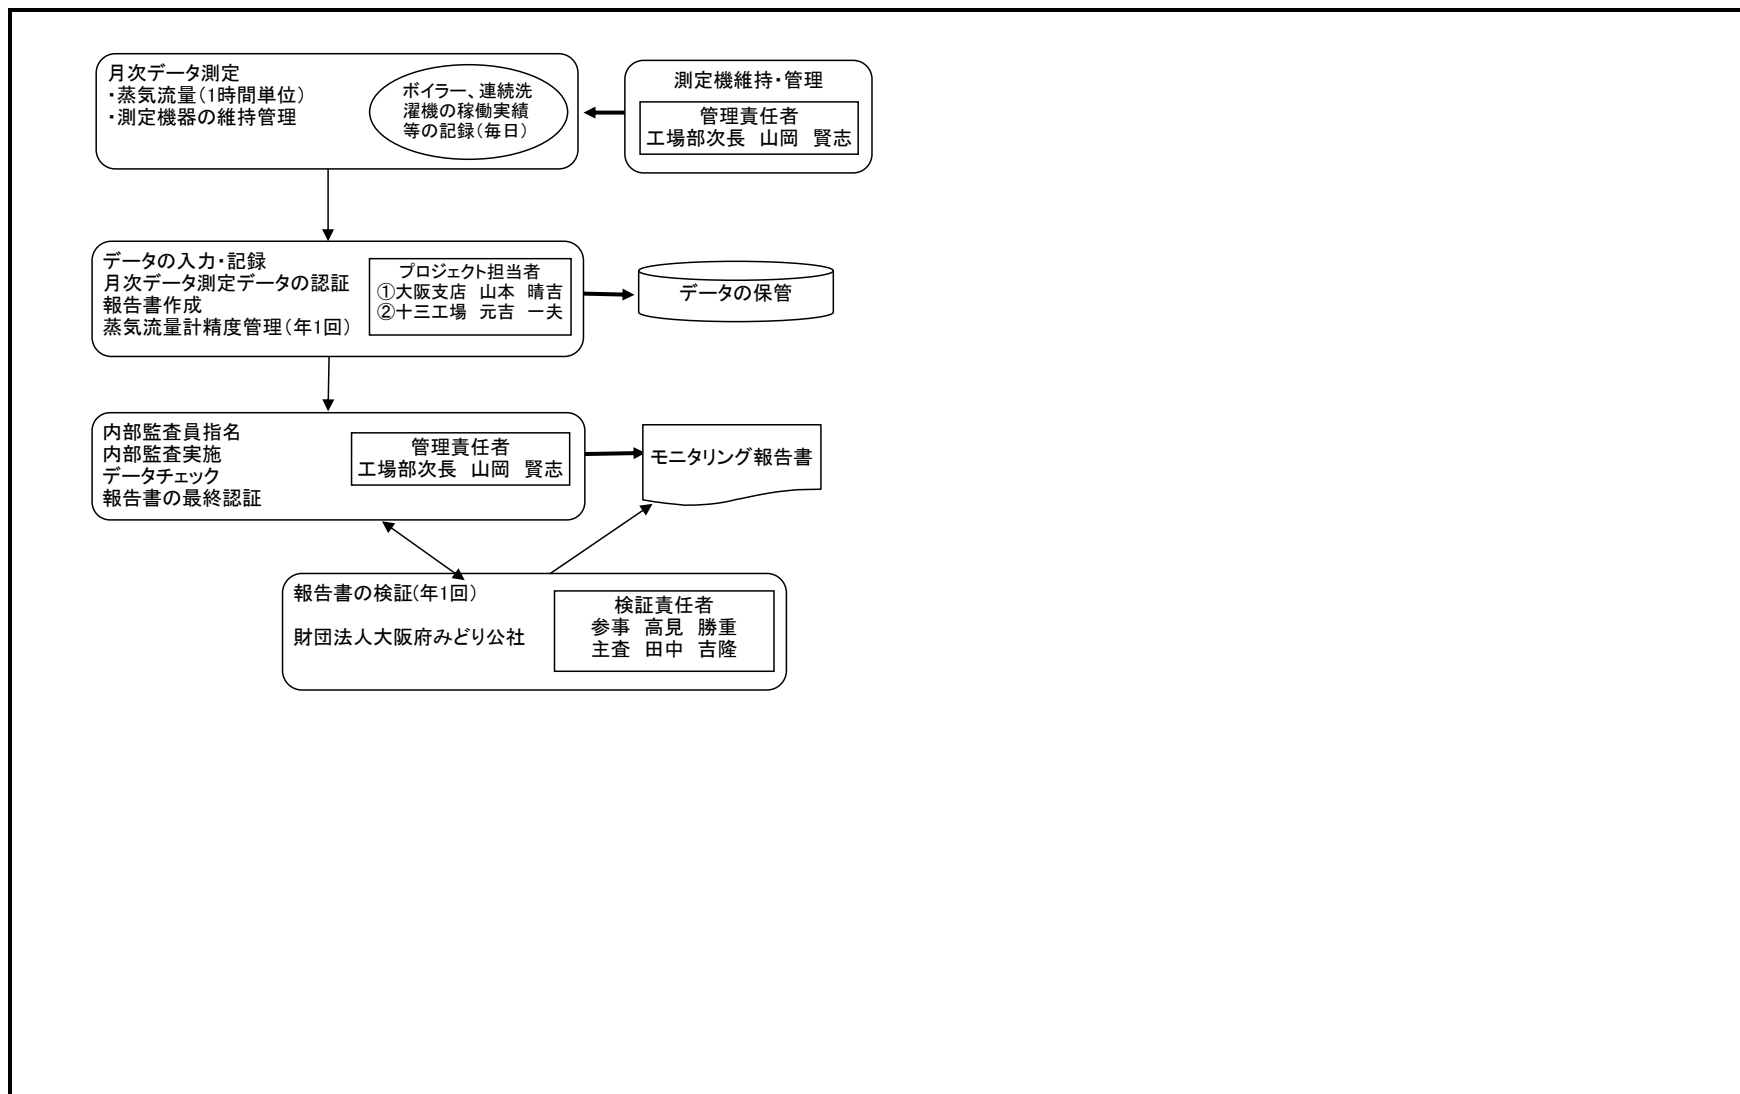 月次データ測定
・蒸気流量(1時間単位)
・測定機器の維持管理
ボイラー、連続洗
濯機の稼働実績
等の記録(毎日)
測定機維持・管理
管理責任者
工場部次長　山岡　賢志
データの入力・記録
月次データ測定データの認証
報告書作成
蒸気流量計精度管理(年1回)
プロジェクト担当者
①大阪支店　山本　晴吉
②十三工場　元吉　一夫
データの保管
内部監査員指名
内部監査実施
データチェック
報告書の最終認証
管理責任者
工場部次長　山岡　賢志
モニタリング報告書
報告書の検証(年1回)
財団法人大阪府みどり公社
検証責任者
参事　高見　勝重
主査　田中　吉隆